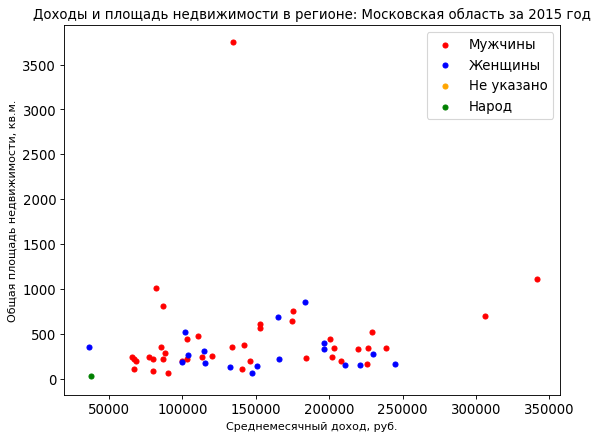 Доходы и площадь недвижимости в регионе: Московская область за 2015 год
Мужчины
Женщины
Не указано
Народ
Общая площадь недвижимости, кв.м.
3500
3000
2500
2000
1500
1000
500
0
50000 100000 150000 200000 250000 300000 350000
Среднемесячный доход, руб.